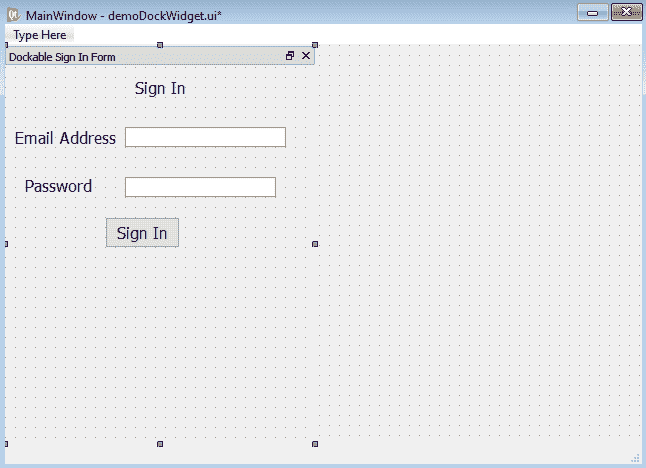 MainWindow - demoDockWidget.ui*
Type Here
Dockable Sign In Form
Sign In
Email Address
Password
Sign In